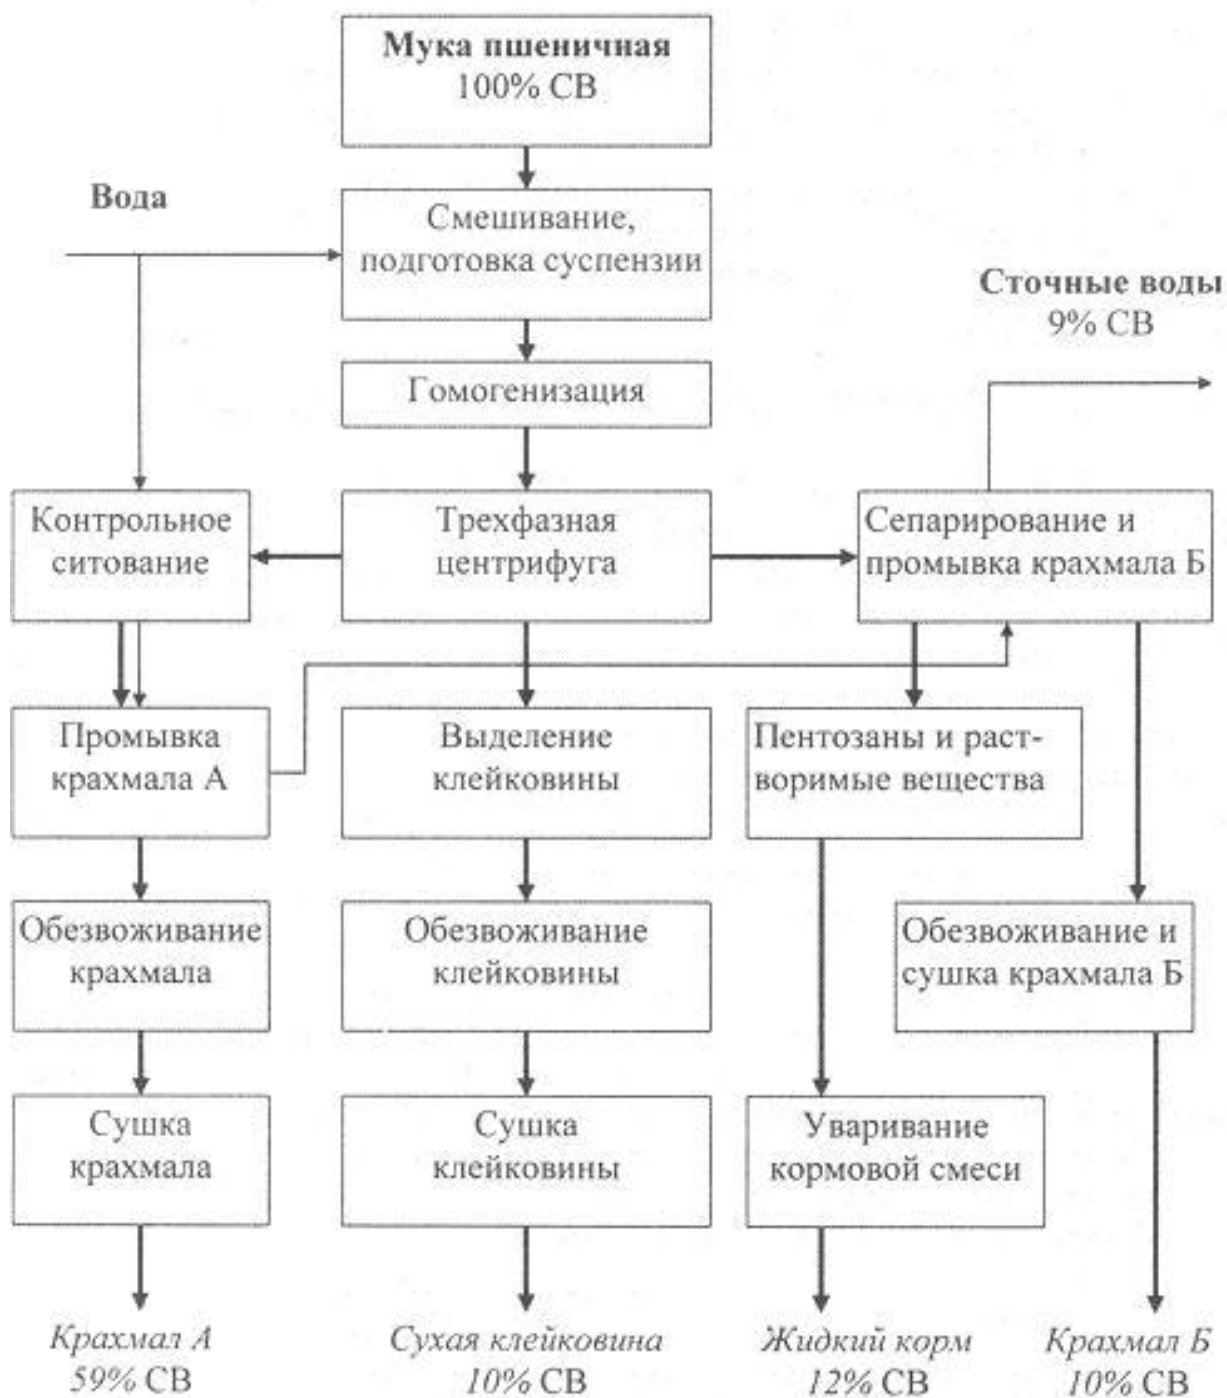 Мука пшеничная
100% СВ
Вода
Смешивание,
подготовка суспензии
Сточные воды
9% СВ
Гомогенизация
Контрольное
ситование
Трехфазная
центрифуга
Сепарирование и
промывка крахмала Б
Промывка
крахмала А
Выделение
клейковины
Пентозаны и раст-
воримые вещества
Обезвоживание
крахмала
Обезвоживание
клейковины
Обезвоживание и
сушка крахмала Б
Сушка
крахмала
Сушка
клейковины
Уваривание
кормовой смеси
Крахмал А
59% СВ
Сухая клейковина
10% СВ
Жидкий корм
12% СВ
Крахмал Б
10% СВ